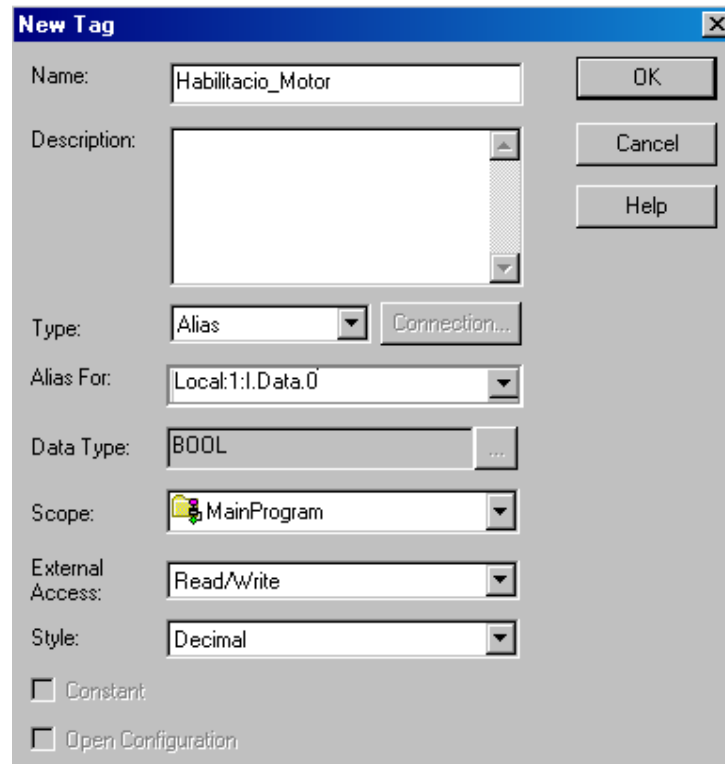 New Tag
Name:
Habilitacio_Motor
OK
Description:
Cancel
Help
Type:
Alias
Connection...
Alias For:
Local:1:I.Data.0
Data Type:
BOOL
...
Scope:
MainProgram
External
Access:
Read/Write
Style:
Decimal
Constant
Open Configuration